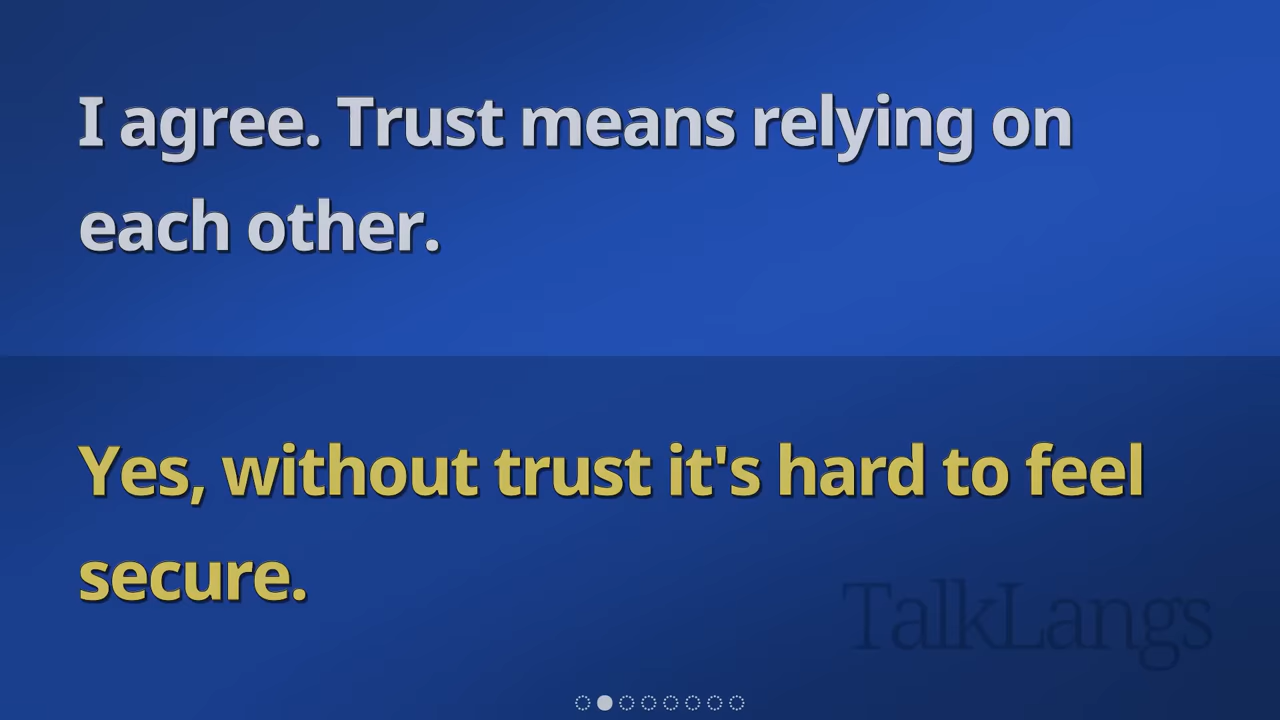 I agree. Trust means relying on
each other.
Yes, without trust it's hard to feel
secure.
TalkLangs